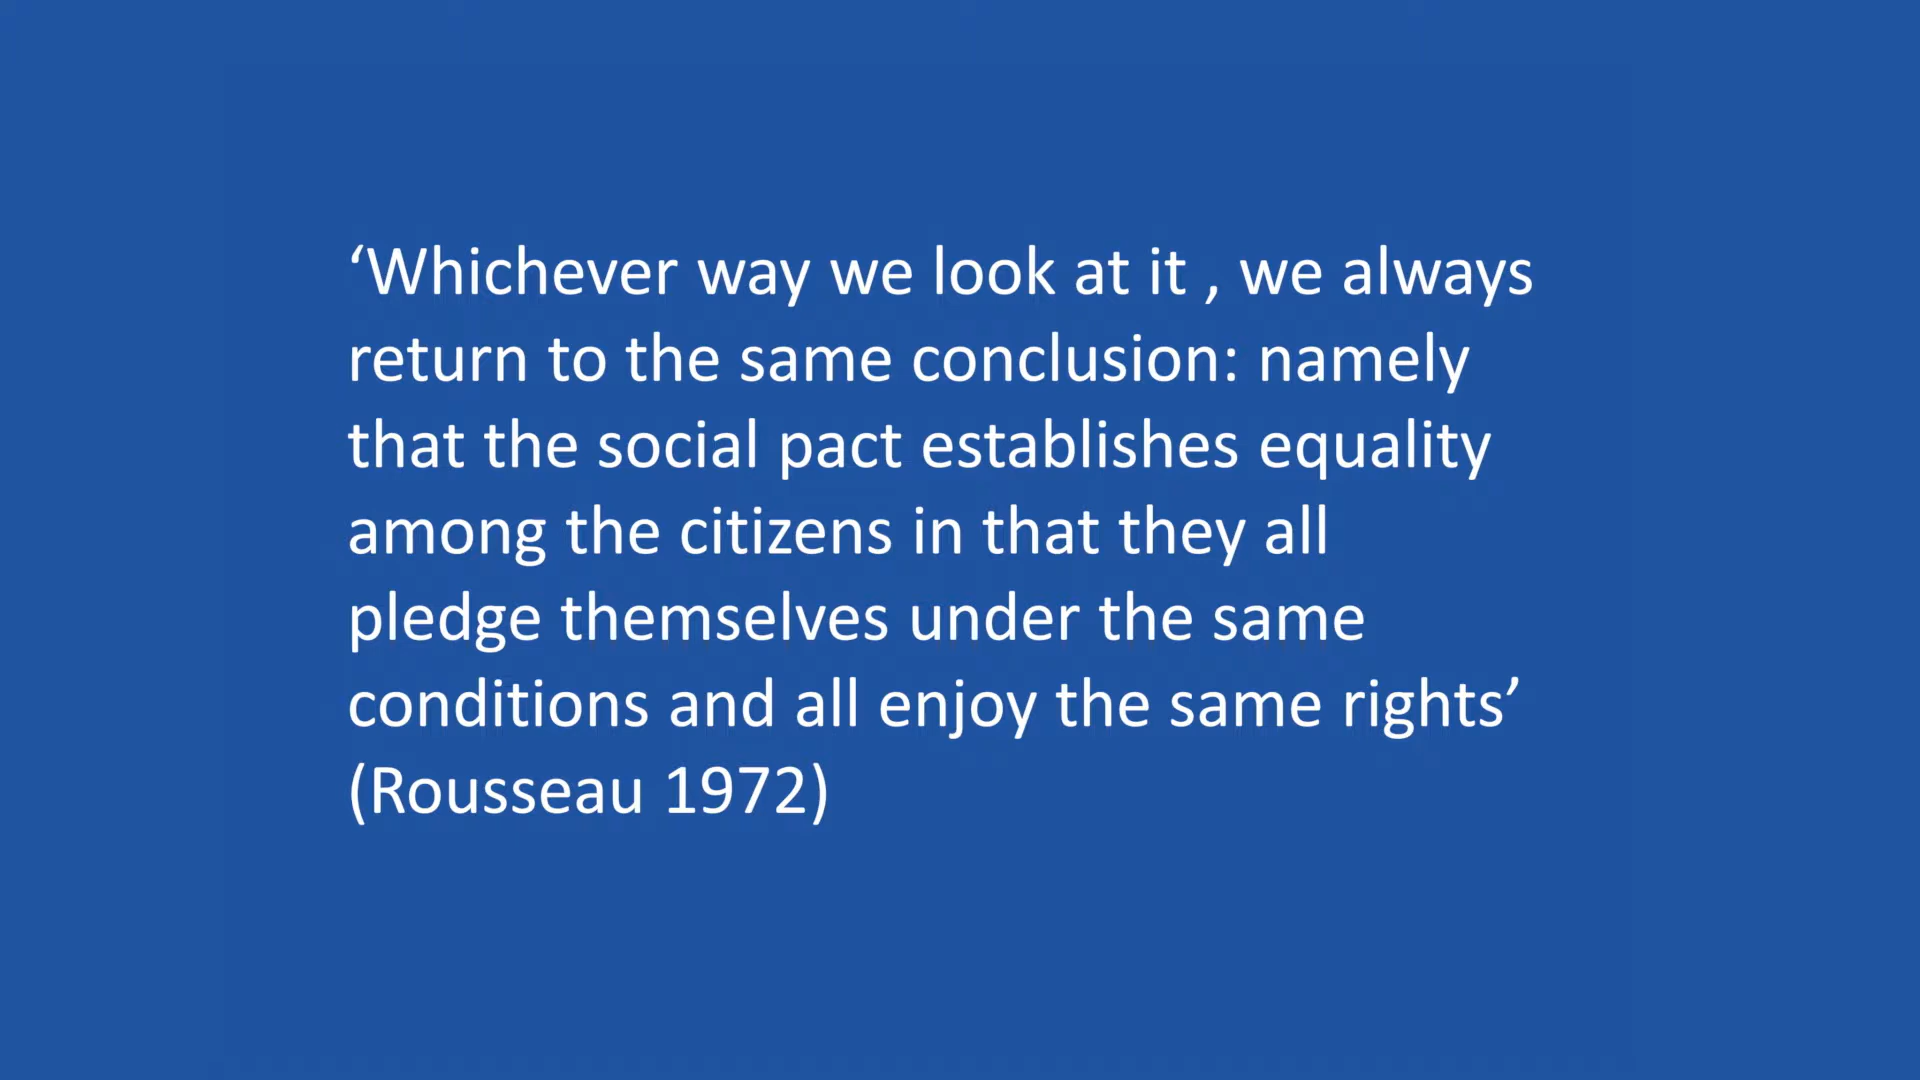 ‘Whichever way we look at it , we always
return to the same conclusion: namely
that the social pact establishes equality
among the citizens in that they all
pledge themselves under the same
conditions and all enjoy the same rights’
(Rousseau 1972)